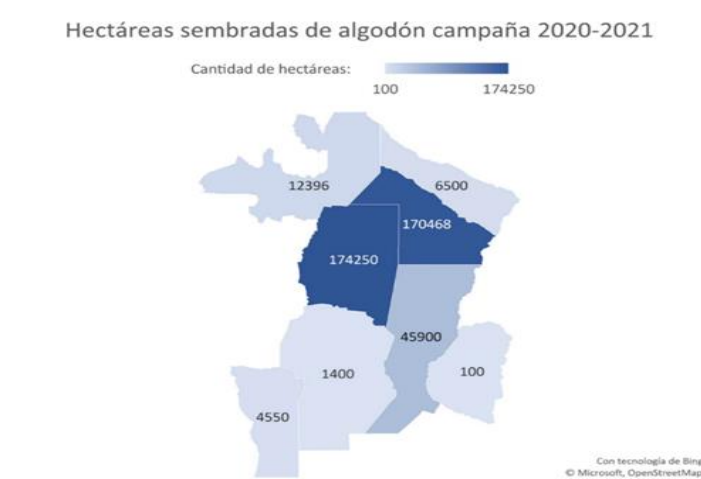 Hectáreas sembradas de algodón campaña 2020-2021
Cantidad de hectáreas:
100 174250
12396
6500
170468
174250
45900
1400
100
4550
Con tecnología de Bing
© Microsoft, OpenStreetMap